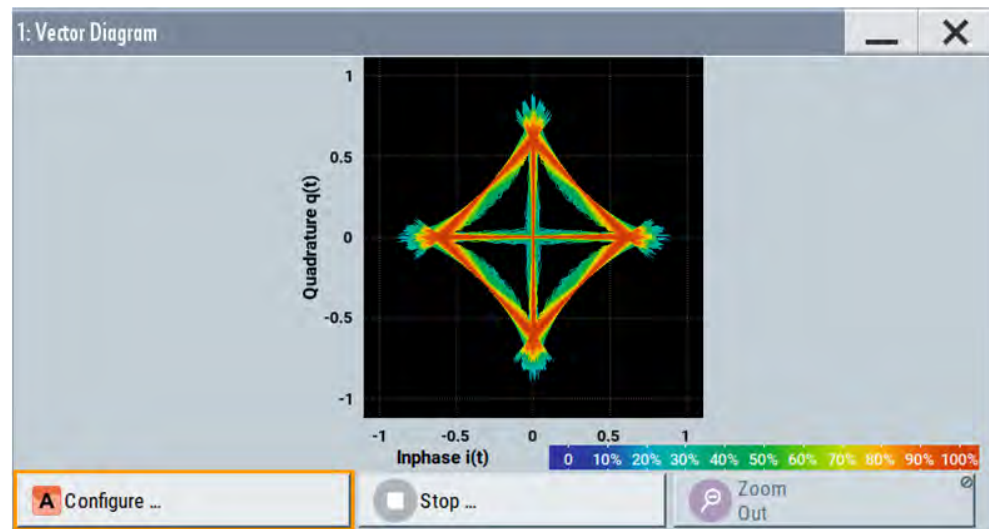 1: Vector Diagram
1
0.5
0
-0.5
-1
Quadrature q(t)
-1 -0.5 0 0.5 1
Inphase i(t)
0 10% 20% 30% 40% 50% 60% 70% 80% 90% 100%
A Configure ...
Stop ...
Zoom
Out